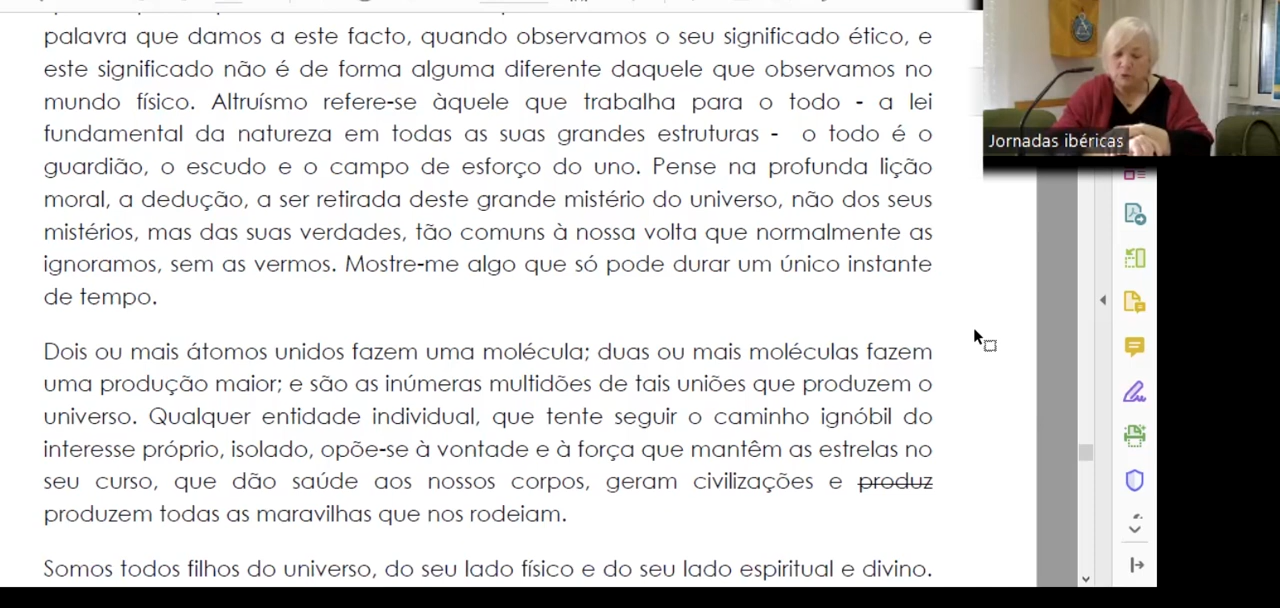 palavra que damos a este facto, quando observamos o seu significado ético, e
este significado não é de forma alguma diferente daquele que observamos no
mundo físico. Altruísmo refere-se àquele que trabalha para o todo - a lei
fundamental da natureza em todas as suas grandes estruturas - o todo é o
guardião, o escudo e o campo de esforço do uno. Pense na profunda lição
moral, a dedução, a ser retirada deste grande mistério do universo, não dos seus
mistérios, mas das suas verdades, tão comuns à nossa volta que normalmente as
ignoramos, sem as vermos. Mostre-me algo que só pode durar um único instante
de tempo.
Dois ou mais átomos unidos fazem uma molécula; duas ou mais moléculas fazem
uma produção maior; e são as inúmeras multidões de tais uniões que produzem o
universo. Qualquer entidade individual, que tente seguir o caminho ignóbil do
interesse próprio, isolado, opõe-se à vontade e à força que mantêm as estrelas no
seu curso, que dão saúde aos nossos corpos, geram civilizações e produz
produzem todas as maravilhas que nos rodeiam.
Somos todos filhos do universo, do seu lado físico e do seu lado espiritual e divino.
Jornadas ibéricas